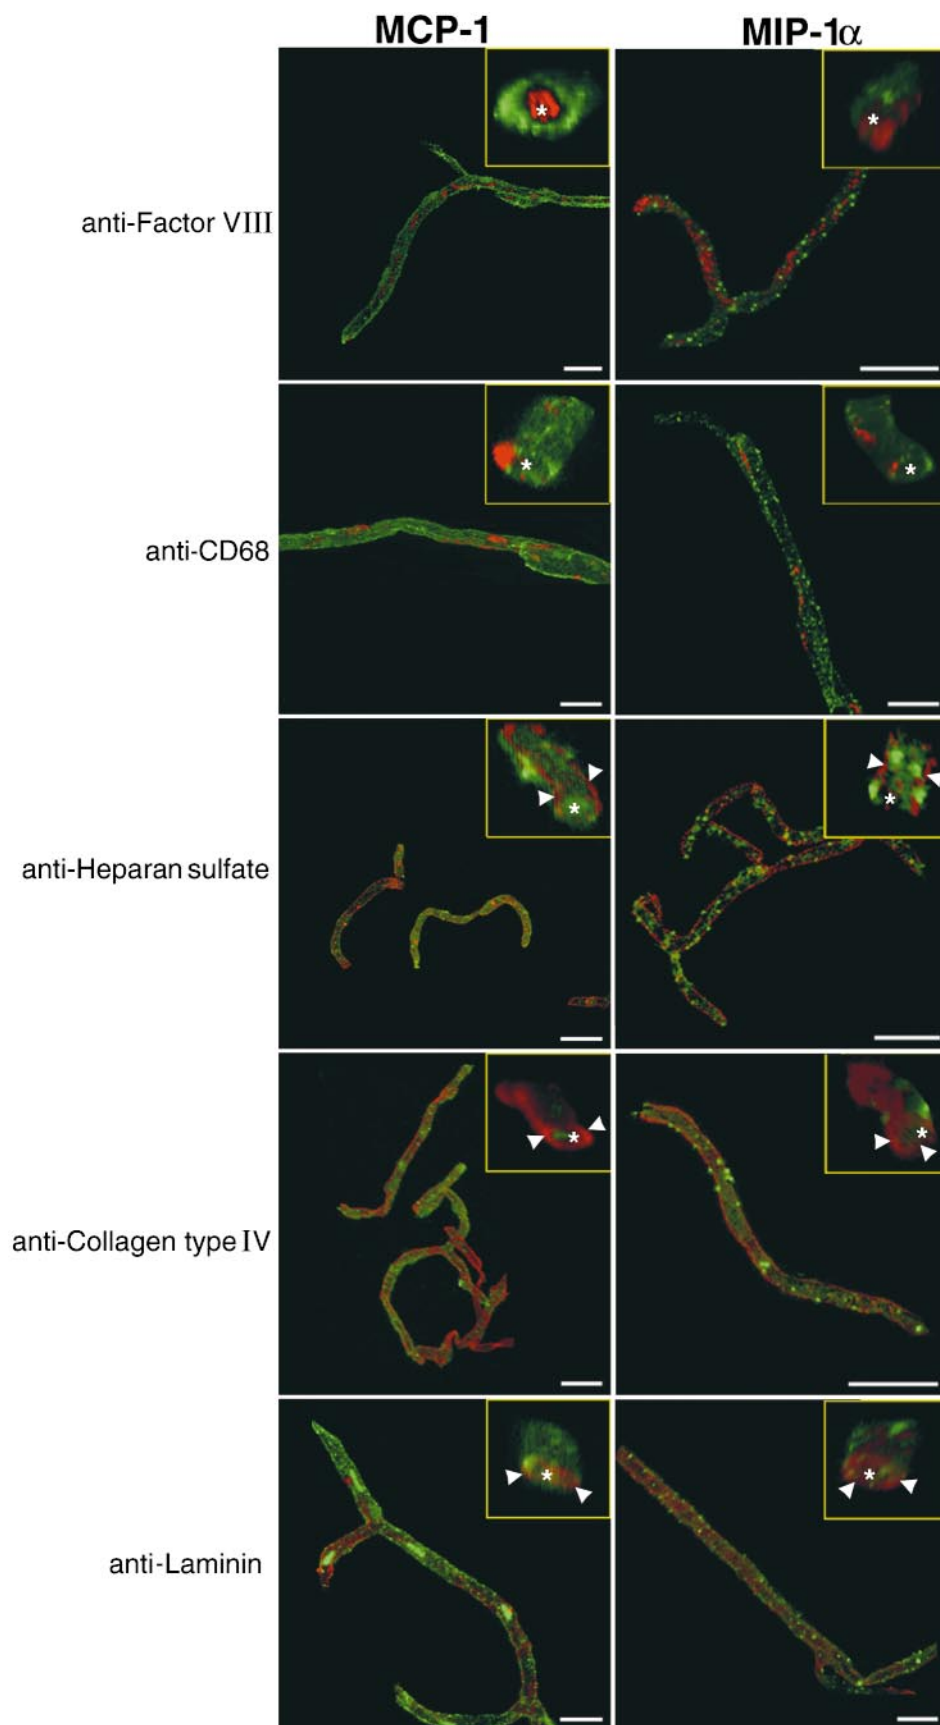 MCP-1 MIP-1α
anti-Factor VIII
anti-CD68
anti-Heparan sulfate
anti-Collagen type IV
anti-Laminin